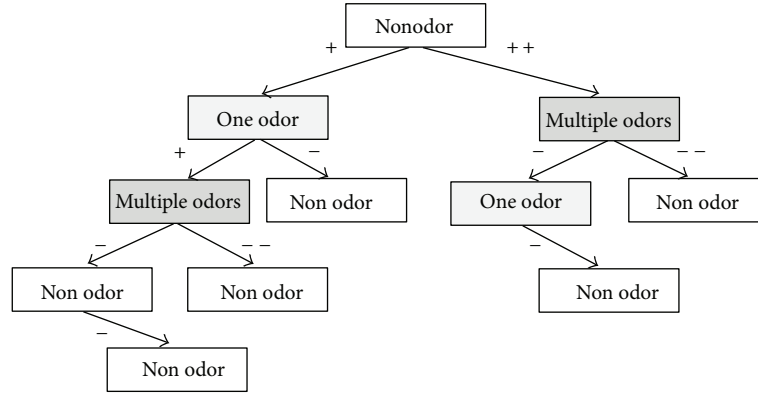 Nonodor
+
++
One odor
Multiple odors
+
−
−
− −
Multiple odors
Non odor
One odor
Non odor
−
− −
−
Non odor
Non odor
Non odor
−
Non odor